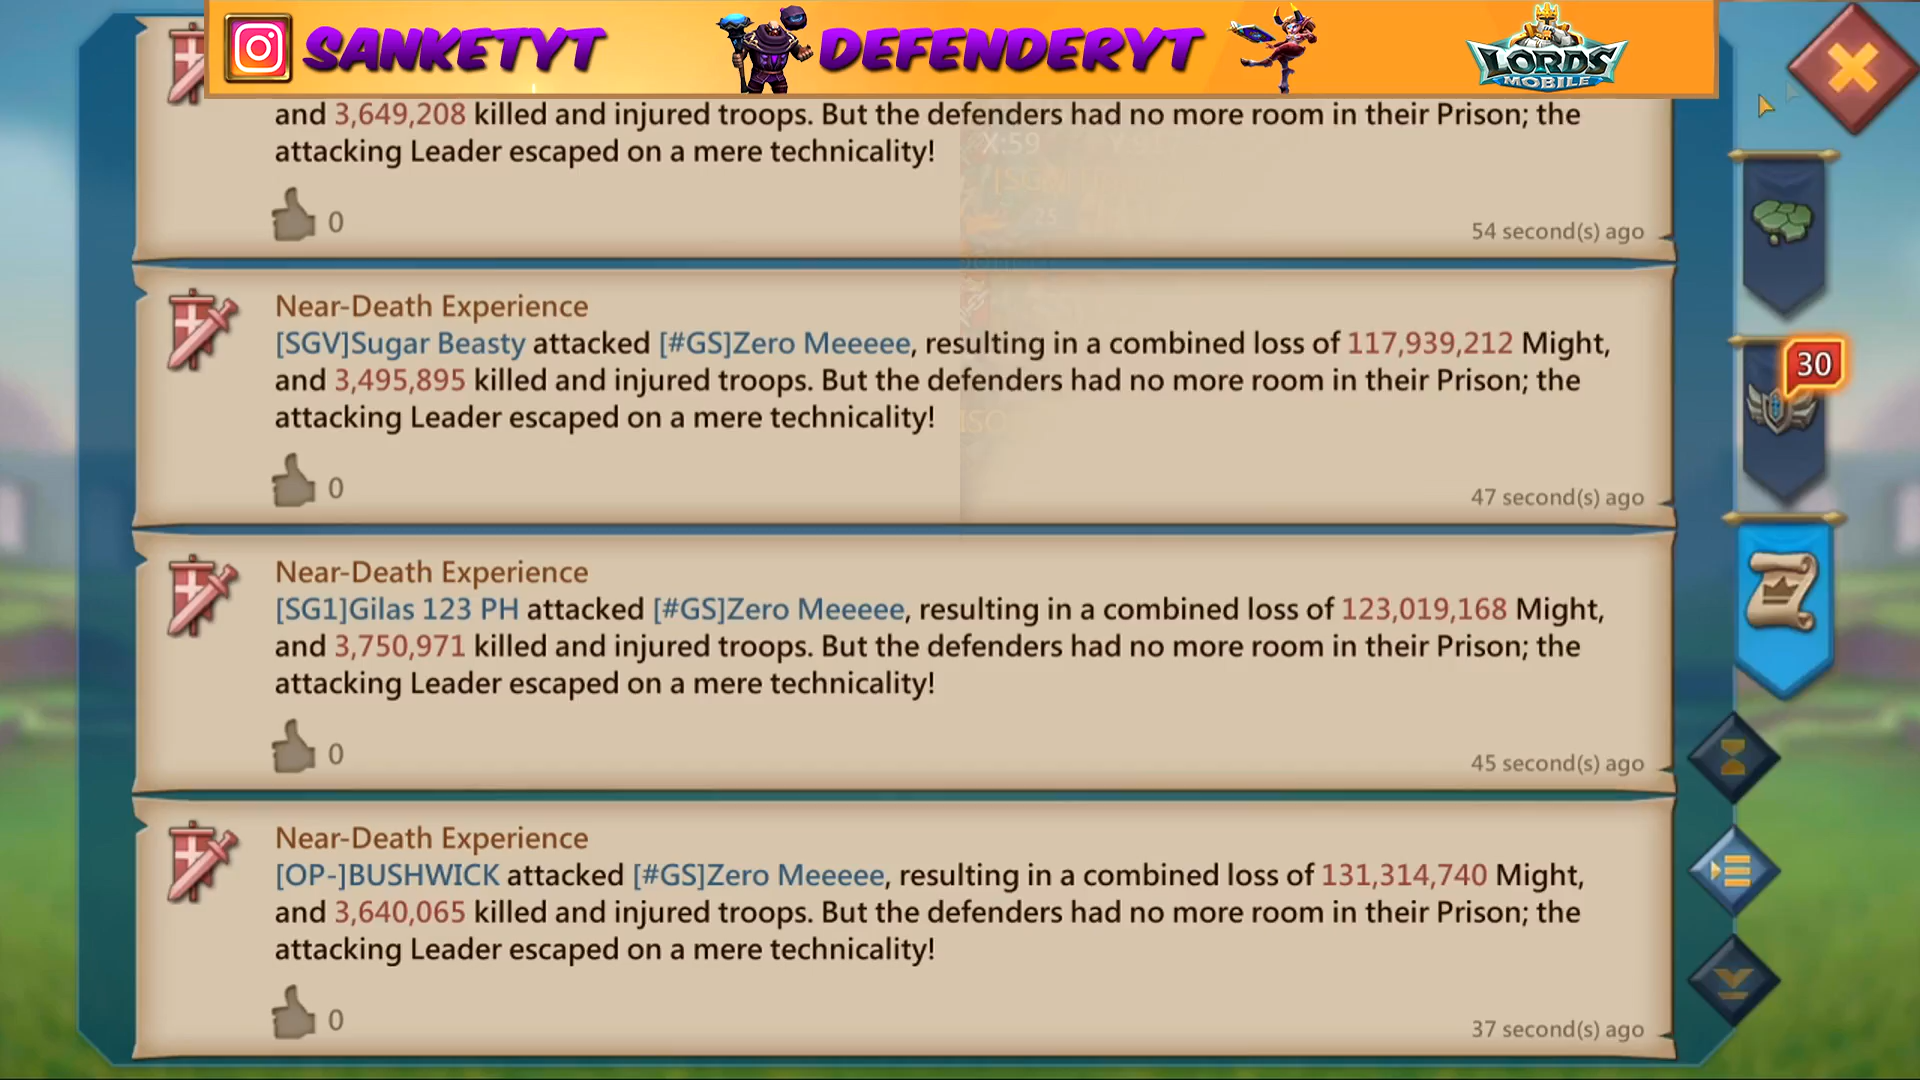 SANKETYT DEFENDERYT LORDS
MOBILE
and 3,649,208 killed and injured troops. But the defenders had no more room in their Prison; the
attacking Leader escaped on a mere technicality!
X:59
0
54 second(s) ago
Near-Death Experience
[SGV]Sugar Beasty attacked [#GS]Zero Meeeee, resulting in a combined loss of 117,939,212 Might,
30
and 3,495,895 killed and injured troops. But the defenders had no more room in their Prison; the
attacking Leader escaped on a mere technicality!
0
47 second(s) ago
Near-Death Experience
[SG1]Gilas 123 PH attacked [#GS]Zero Meeeee, resulting in a combined loss of 123,019,168 Might,
and 3,750,971 killed and injured troops. But the defenders had no more room in their Prison; the
attacking Leader escaped on a mere technicality!
0
45 second(s) ago
Near-Death Experience
[OP-]BUSHWICK attacked [#GS]Zero Meeeee, resulting in a combined loss of 131,314,740 Might,
and 3,640,065 killed and injured troops. But the defenders had no more room in their Prison; the
attacking Leader escaped on a mere technicality!
0
37 second(s) ago